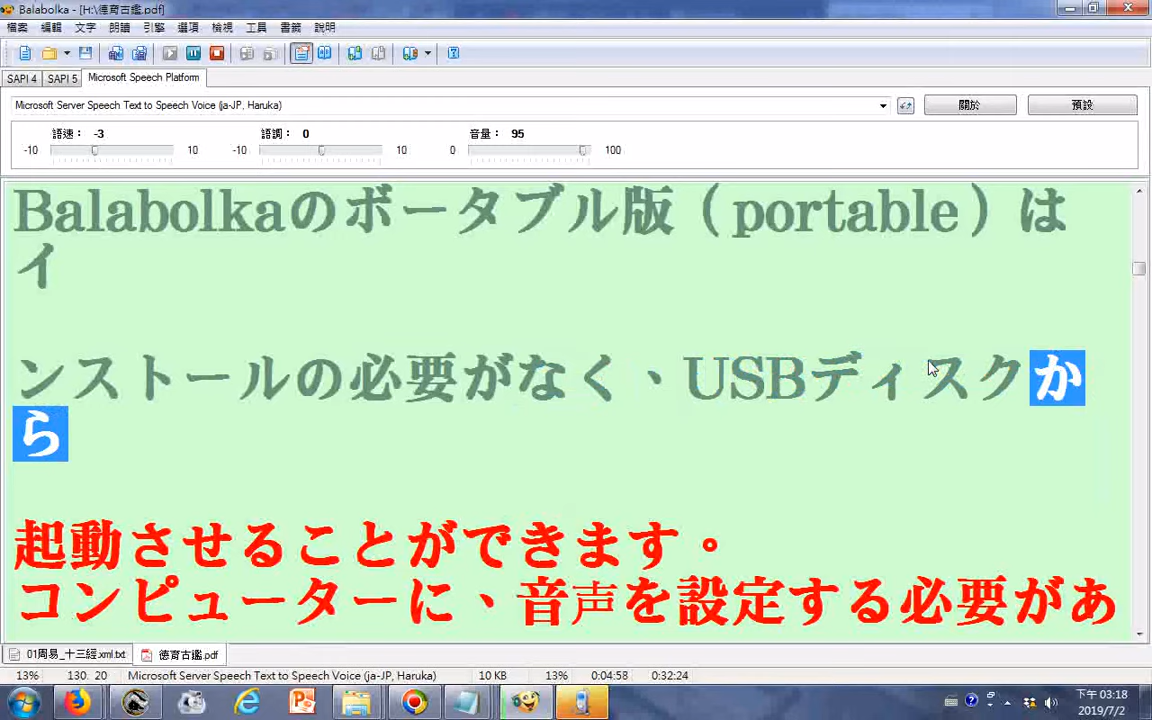 Balabolka - [H:\德育古鑑.pdf]
檔案 編輯 文字 朗讀 引擎 選項 檢視 工具 書籤 說明
SAPI 4 SAPI 5 Microsoft Speech Platform
Microsoft Server Speech Text to Speech Voice (ja-JP, Haruka) 關於 預設
語速： -3 語調： 0 音量： 95
-10 10 -10 10 0 100
Balabolkaのボータブル版（portable）は
イ
ンストールの必要がなく、USBディスクか
ら
起動させることができます。
コンピューターに、音声を設定する必要があ
01周易_十三經.xml.txt 德育古鑑.pdf
13% 130: 20 Microsoft Server Speech Text to Speech Voice (ja-JP, Haruka) 10 KB 13% 0:04:58 0:32:24
下午 03:18
2019/7/2